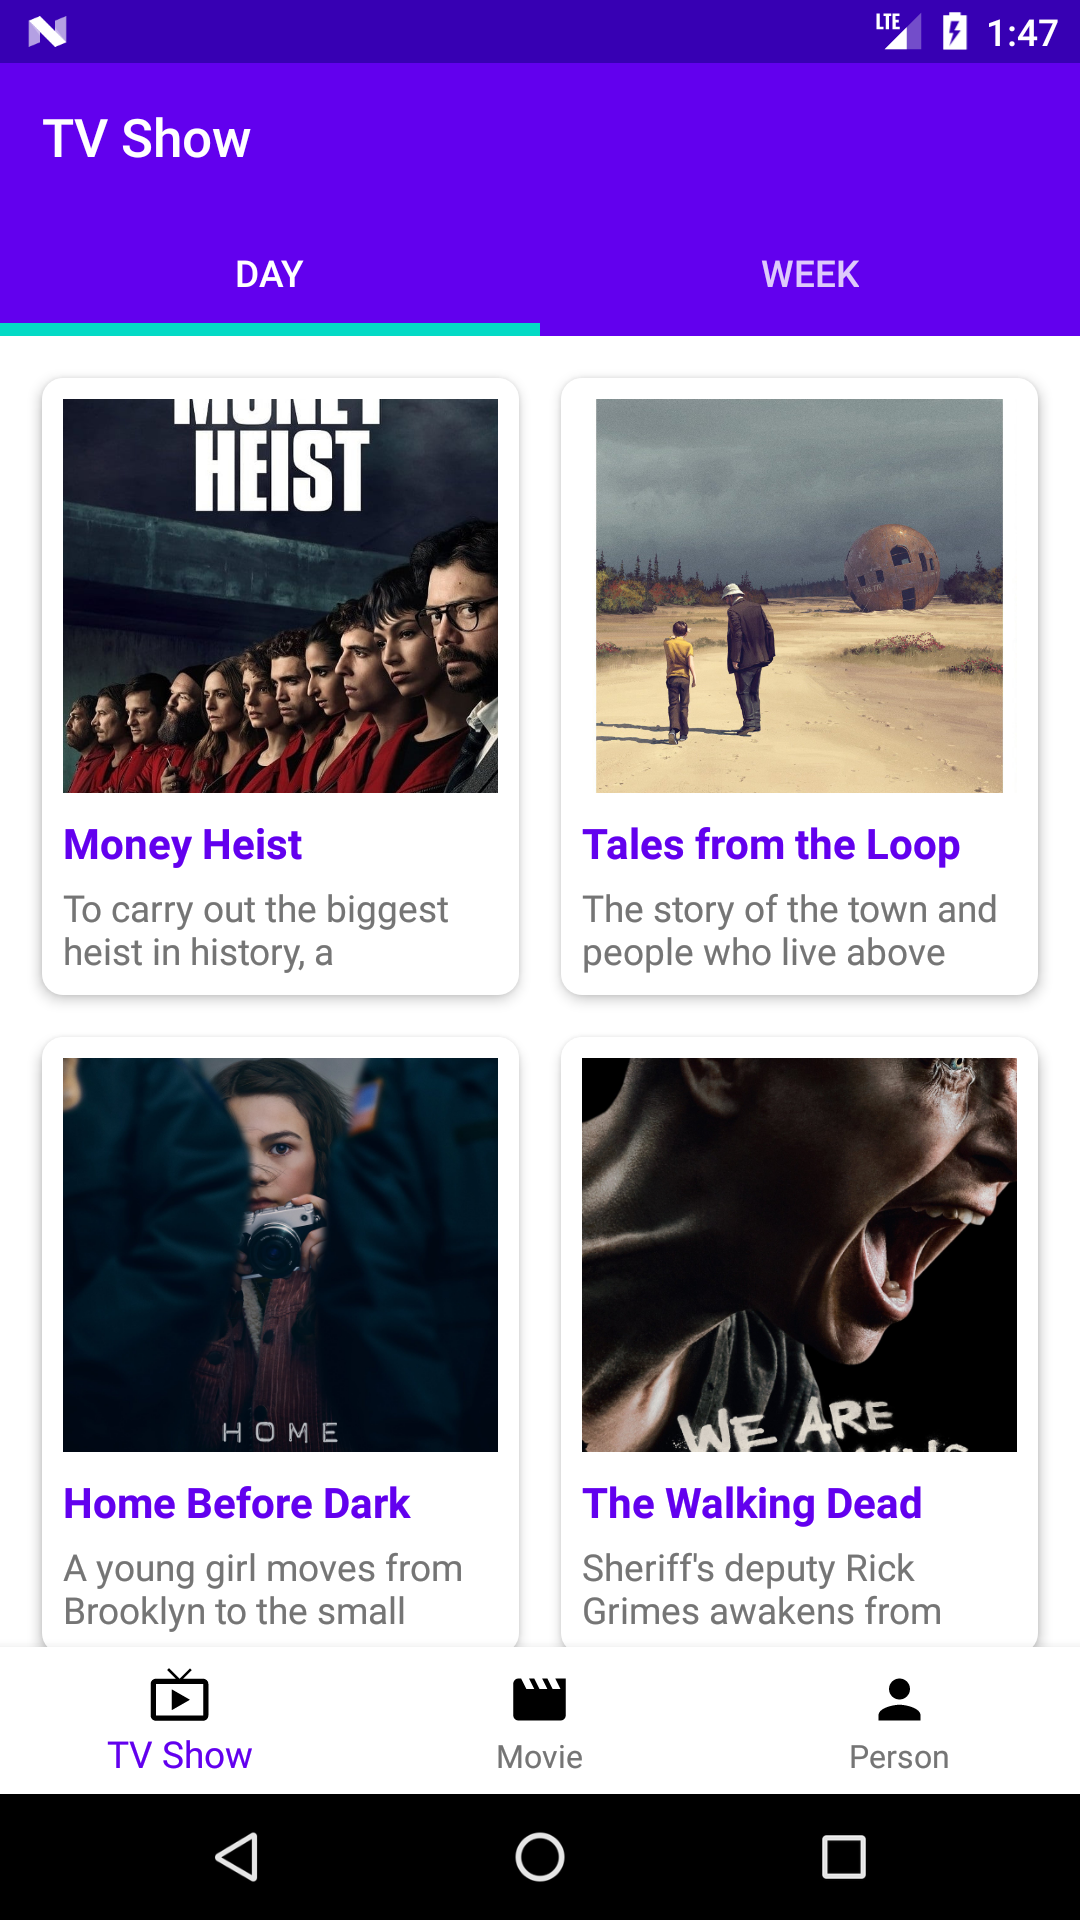 LTE 1:47
TV Show
DAY WEEK
MONEY
HEIST
Money Heist
To carry out the biggest
heist in history, a
Tales from the Loop
The story of the town and
people who live above
HOME
Home Before Dark
A young girl moves from
Brooklyn to the small
WE ARE
The Walking Dead
Sheriff's deputy Rick
Grimes awakens from
TV Show Movie Person